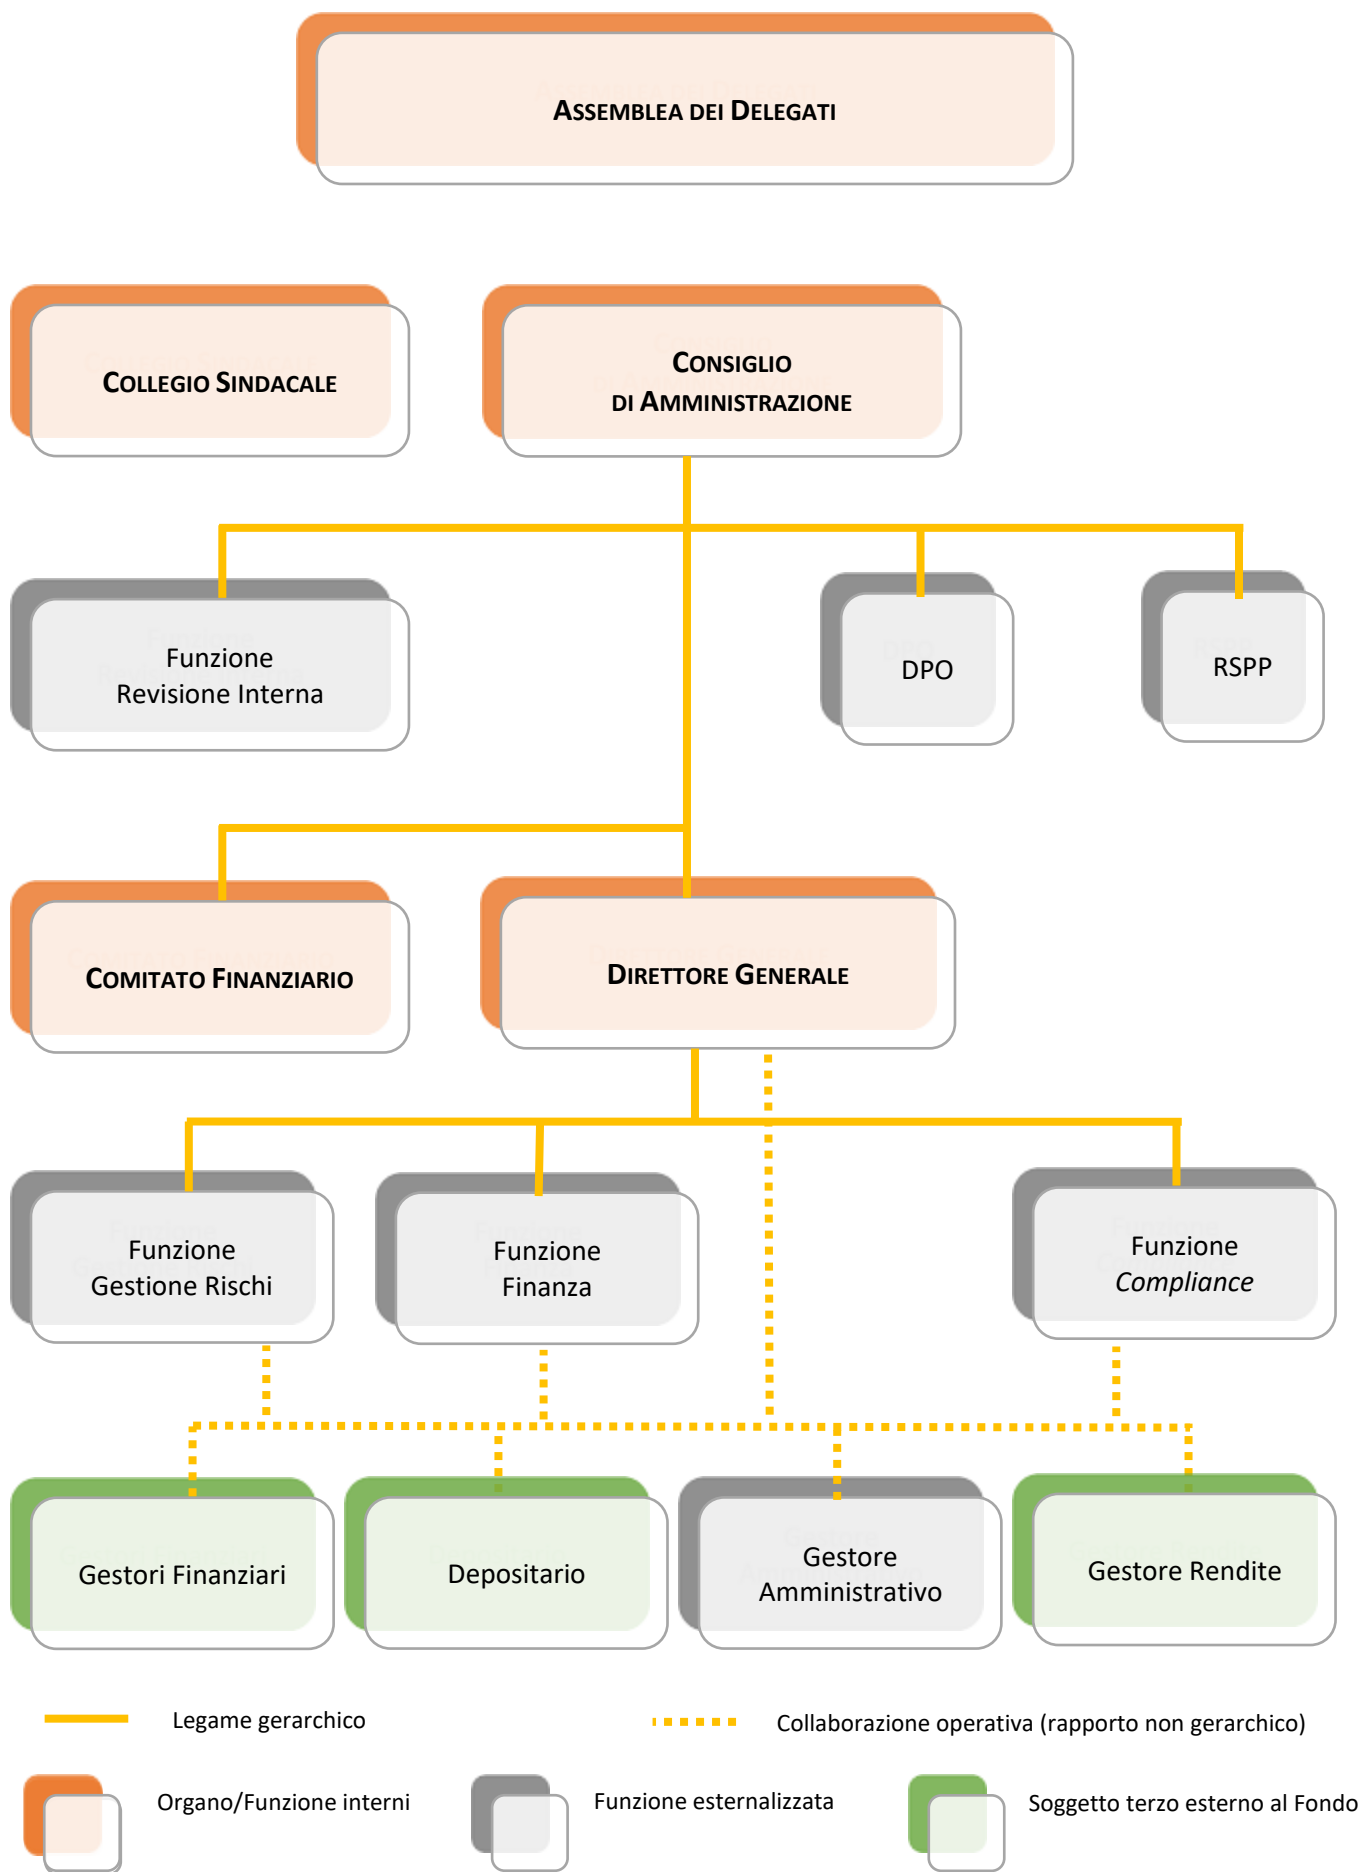 ASSEMBLEA DEI DELEGATI
COLLEGIO SINDACALE
CONSIGLIO
DI AMMINISTRAZIONE
Funzione
Revisione Interna
DPO
RSPP
COMITATO FINANZIARIO
DIRETTORE GENERALE
Funzione
Gestione Rischi
Funzione
Finanza
Funzione
Compliance
Gestori Finanziari
Depositario
Gestore
Amministrativo
Gestore Rendite
Legame gerarchico
Collaborazione operativa (rapporto non gerarchico)
Organo/Funzione interni
Funzione esternalizzata
Soggetto terzo esterno al Fondo